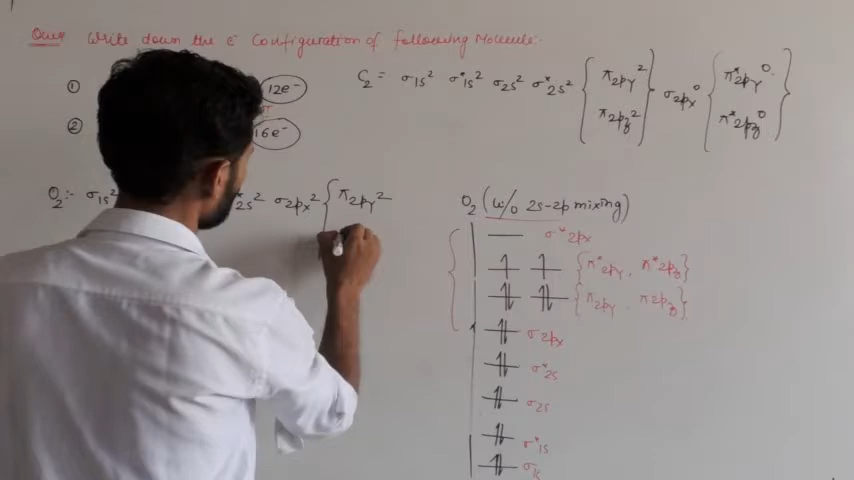 Ques Write down the e⁻ Configuration of following Molecule:-
① 12e⁻
C₂ = σ1s² σ*1s² σ2s² σ*2s² { π2py² π2pz² } σ2px⁰ { π*2py⁰ π*2pz⁰ }
② 16e⁻
O₂:- σ1s² *2s² σ2px² { π2py²
O₂ (w/o 2s-2p mixing)
σ*2px
{π*2py, π*2pz}
{π2py, π2pz}
σ2px
σ*2s
σ2s
σ*1s
σ1s